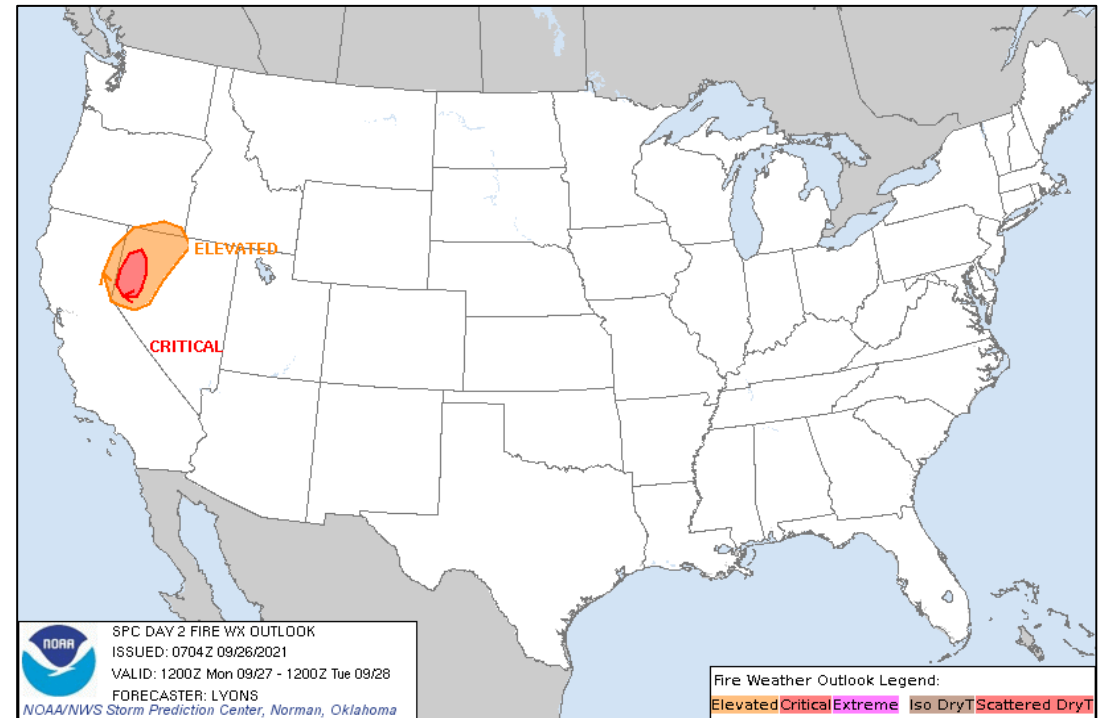 ELEVATED
CRITICAL
NOAA
SPC DAY 2 FIRE WX OUTLOOK
ISSUED: 0704Z 09/26/2021
VALID: 1200Z Mon 09/27 - 1200Z Tue 09/28
FORECASTER: LYONS
NOAA/NWS Storm Prediction Center, Norman, Oklahoma
Fire Weather Outlook Legend:
Elevated Critical Extreme Iso DryT Scattered DryT